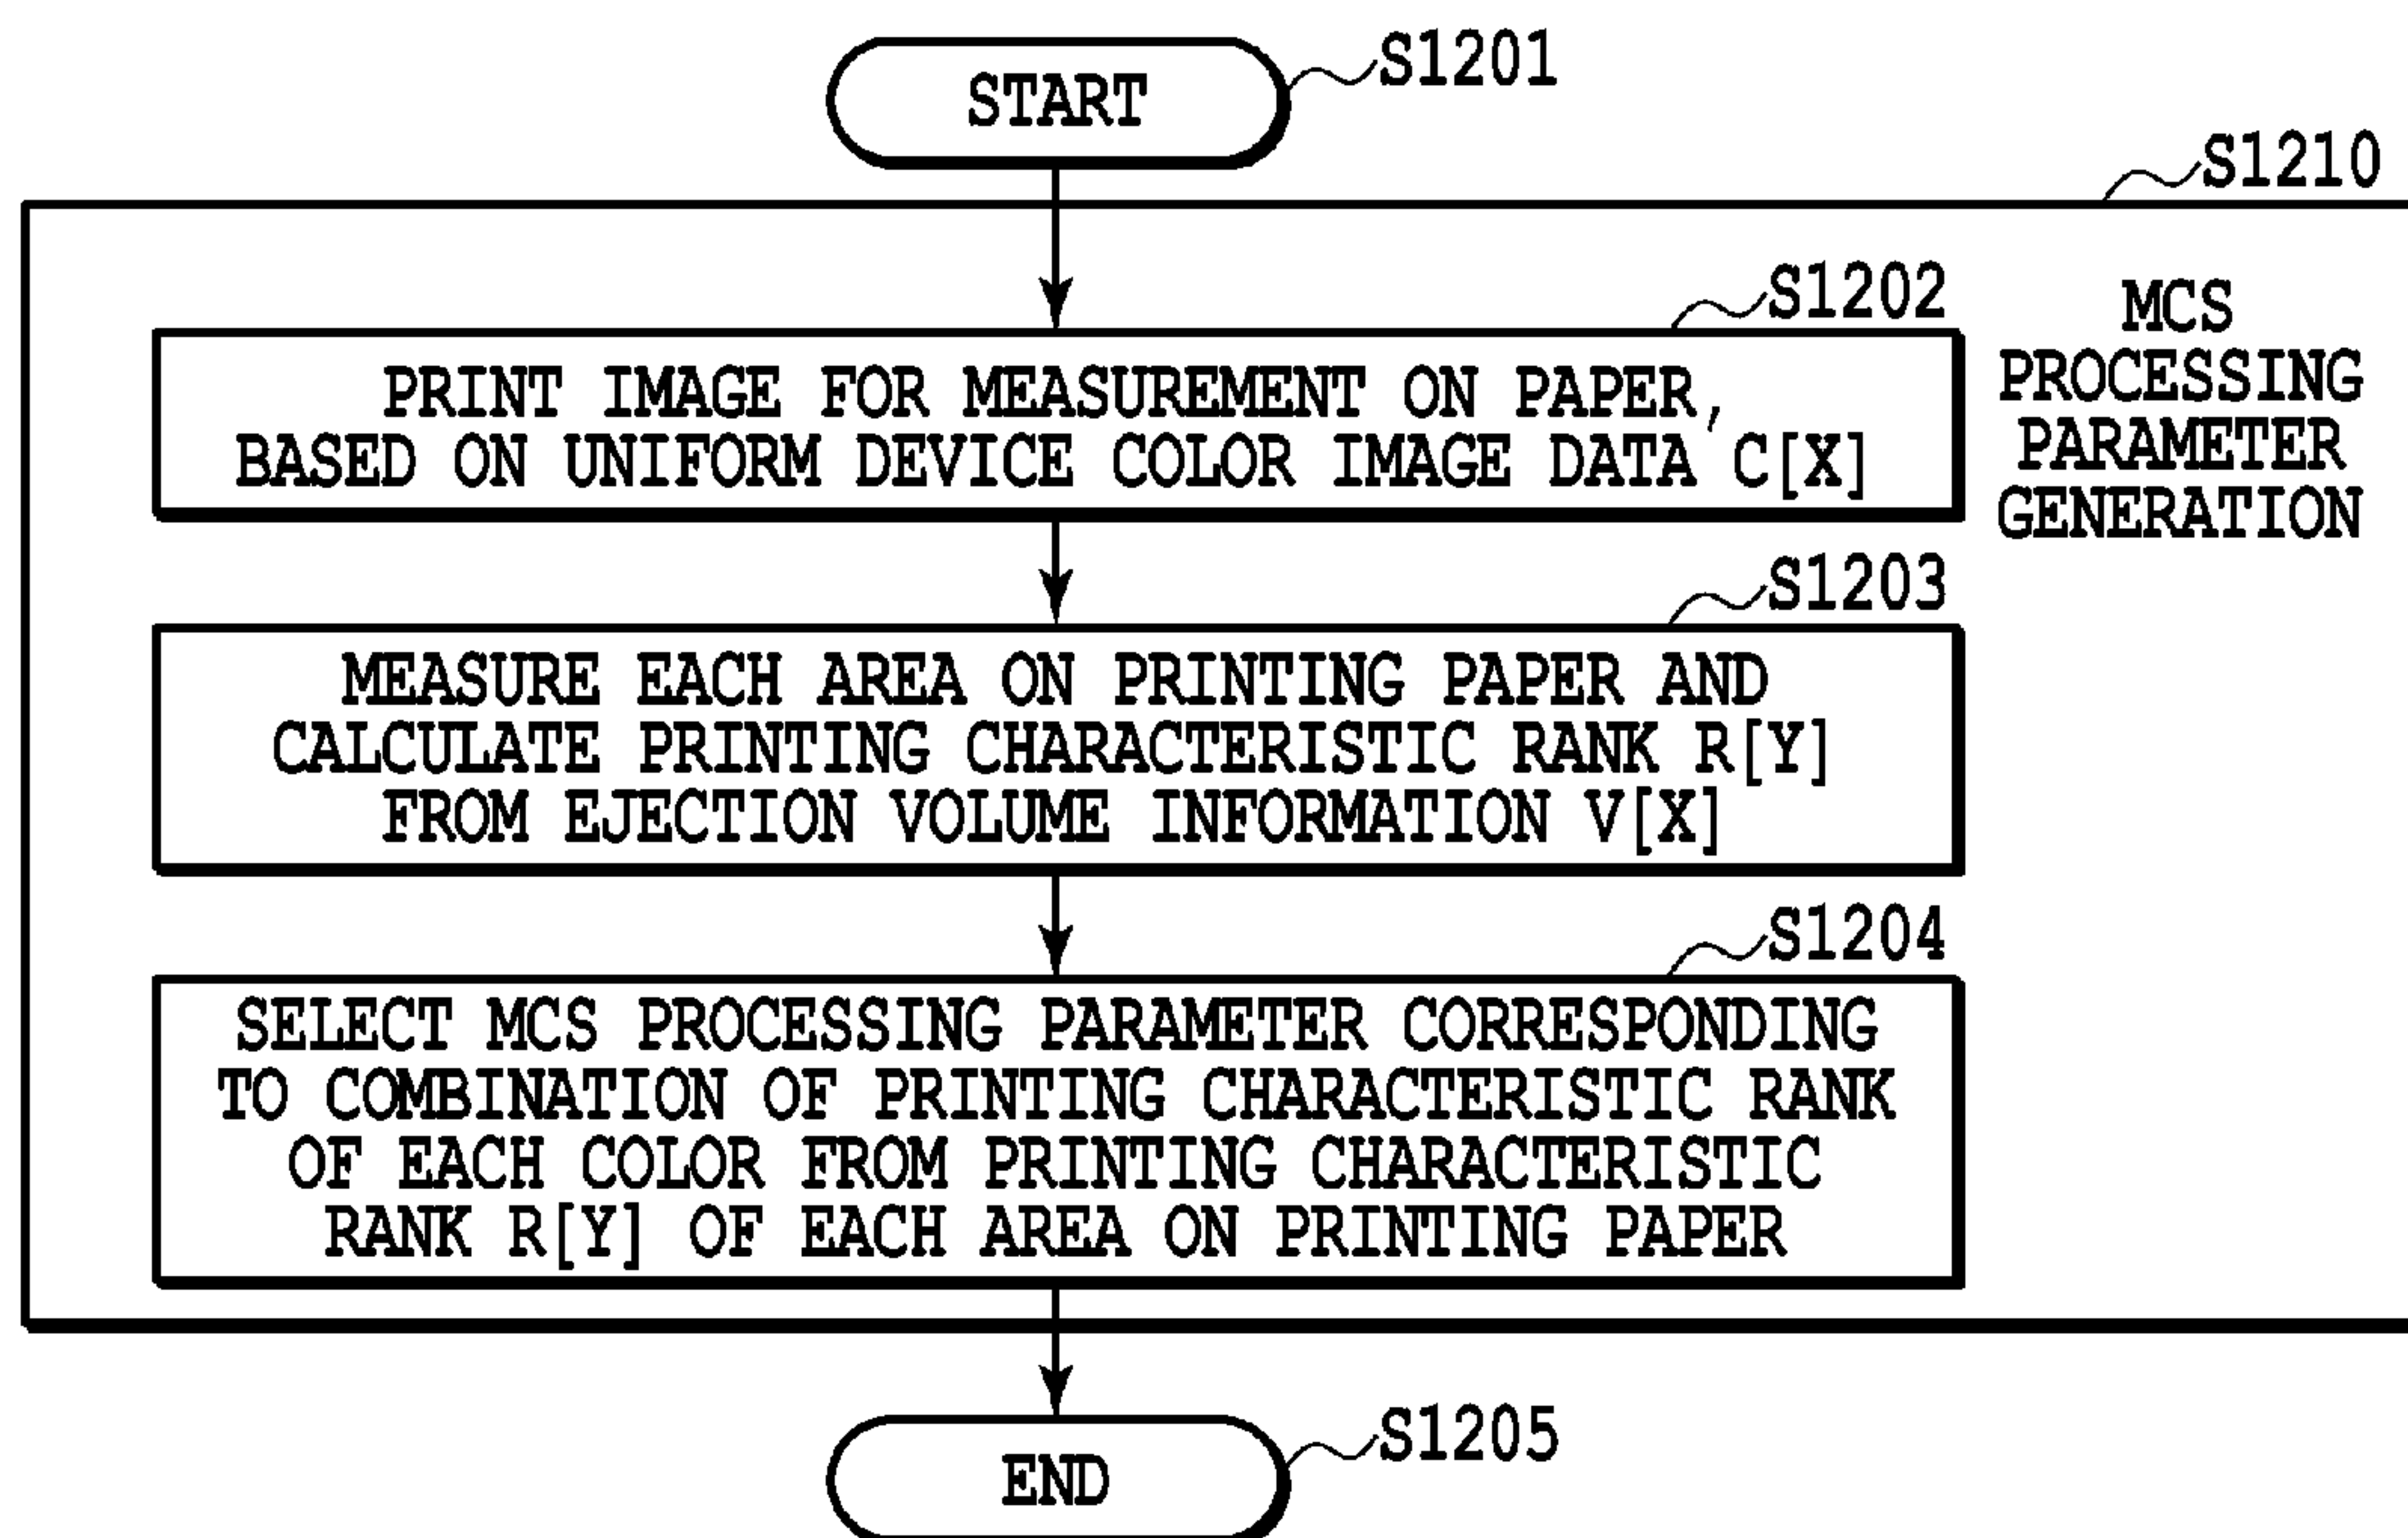 START
S1201
S1210
S1202
PRINT IMAGE FOR MEASUREMENT ON PAPER,
BASED ON UNIFORM DEVICE COLOR IMAGE DATA C[X]
MCS
PROCESSING
PARAMETER
GENERATION
S1203
MEASURE EACH AREA ON PRINTING PAPER AND
CALCULATE PRINTING CHARACTERISTIC RANK R[Y]
FROM EJECTION VOLUME INFORMATION V[X]
S1204
SELECT MCS PROCESSING PARAMETER CORRESPONDING
TO COMBINATION OF PRINTING CHARACTERISTIC RANK
OF EACH COLOR FROM PRINTING CHARACTERISTIC
RANK R[Y] OF EACH AREA ON PRINTING PAPER
END
S1205